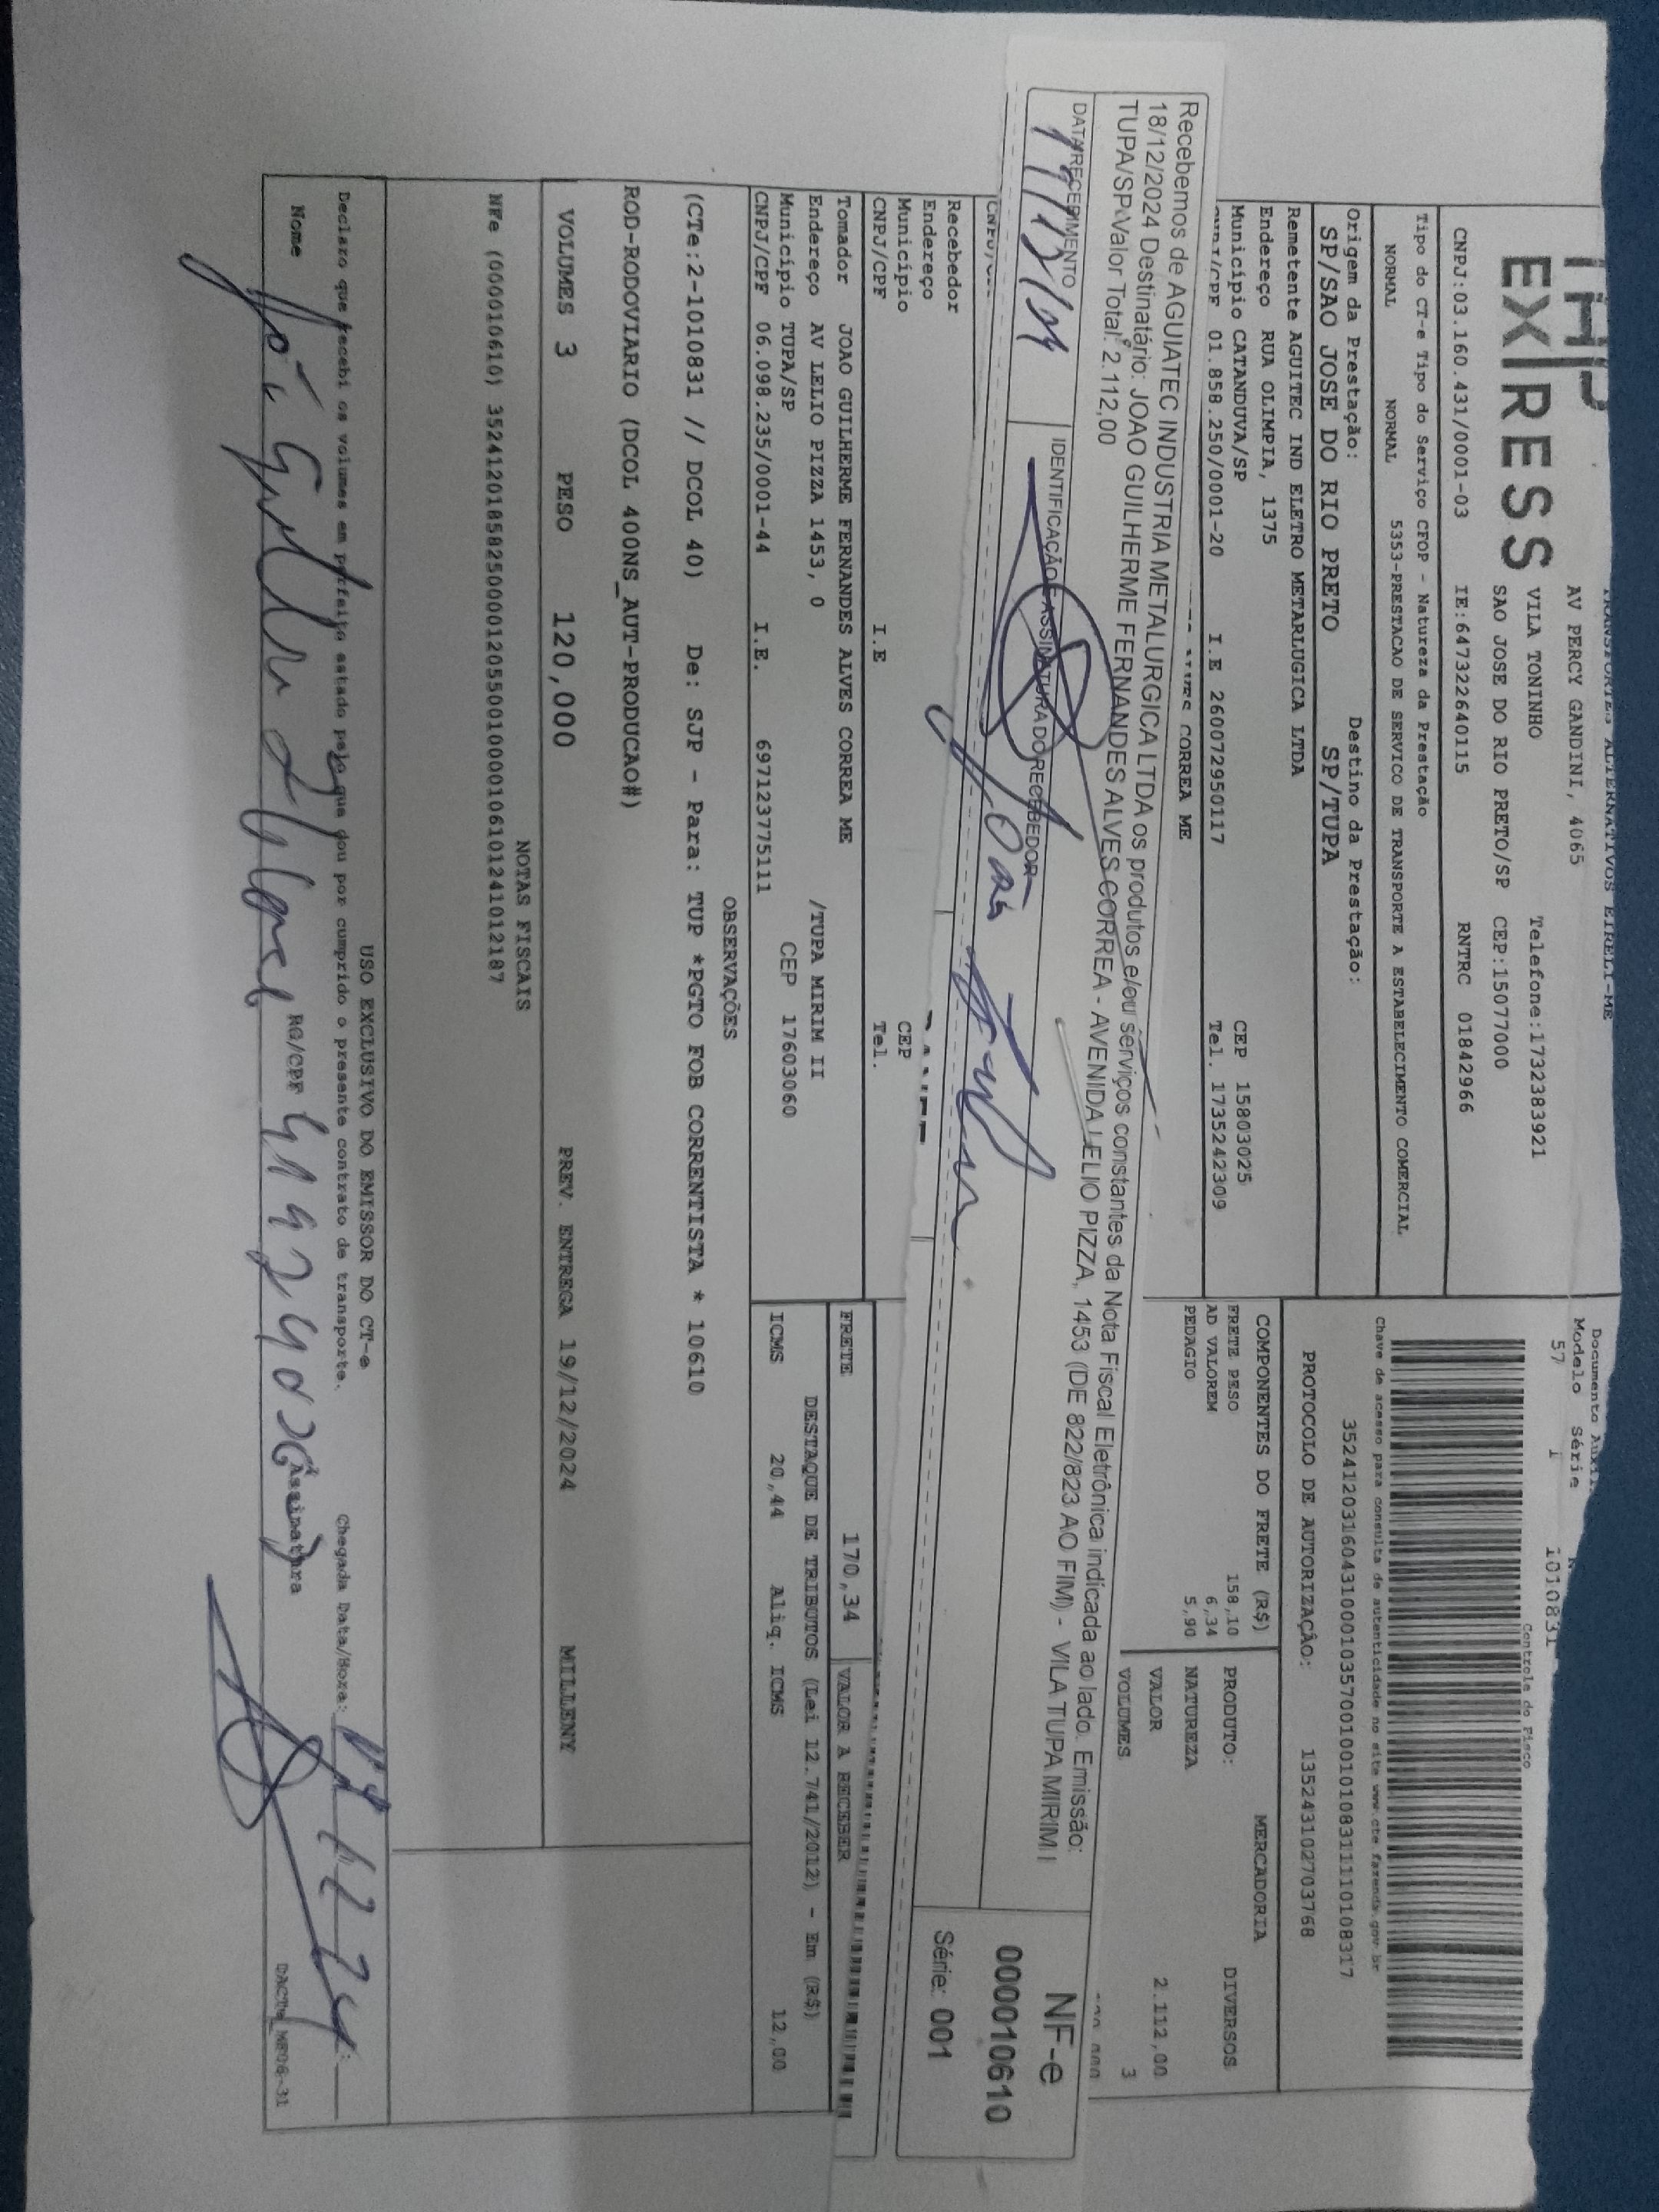 THP
EXPRESS
AV PERCY GANDINI, 4065
VILA TONINHO Telefone:1732383921
SAO JOSE DO RIO PRETO/SP CEP:15077000
CNPJ:03.160.431/0001-03 IE:647322640115 RNTRC 01842966
Modelo Série
57 1 1010831
Controle do Fisco
Chave de acesso para consulta de autenticidade no site www.cte.fazenda.gov.br
Tipo do CT-e Tipo do Serviço CFOP - Natureza da Prestação
NORMAL NORMAL 5353-PRESTACAO DE SERVICO DE TRANSPORTE A ESTABELECIMENTO COMERCIAL
Origem da Prestação: Destino da Prestação:
SP/SAO JOSE DO RIO PRETO SP/TUPA
PROTOCOLO DE AUTORIZAÇÃO: 135243102703768
Remetente AGUITEC IND ELETRO METARLUGICA LTDA
Endereço RUA OLIMPIA, 1375
Município CATANDUVA/SP CEP 15803025
CNPJ/CPF 01.858.250/0001-20 I.E 260072950117 Tel. 1735242309
CORREA ME
COMPONENTES DO FRETE (R$)
FRETE PESO 158,10
AD VALOREM 6,34
PEDAGIO 5,90
MERCADORIA
PRODUTO: DIVERSOS
NATUREZA
VALOR 2.112,00
VOLUMES 3
Recebemos de AGUIATEC INDUSTRIA METALURGICA LTDA os produtos e/ou serviços constantes da Nota Fiscal Eletrônica indicada ao lado. Emissão:
18/12/2024 Destinatário: JOAO GUILHERME FERNANDES ALVES CORREA - AVENIDA LELIO PIZZA, 1453 (DE 822/823 AO FIM) - VILA TUPA MIRIM I
TUPA/SP Valor Total: 2.112,00
DATA RECEBIMENTO IDENTIFICAÇÃO E ASSINATURA DO RECEBEDOR
NF-e
000010610
Série: 001
Recebedor
Endereço
Município CEP
CNPJ/CPF I.E Tel.
Tomador JOAO GUILHERME FERNANDES ALVES CORREA ME
Endereço AV LELIO PIZZA 1453, 0 /TUPA MIRIM II
Município TUPA/SP CEP 17603060
CNPJ/CPF 06.098.235/0001-44 I.E. 697123775111
FRETE 170,34 VALOR A RECEBER
DESTAQUE DE TRIBUTOS (Lei 12.741/2012) - Em (R$)
ICMS 20,44 Aliq. ICMS 12,00
OBSERVAÇÕES
(CTe:2-1010831 // DCOL 40) De: SJP - Para: TUP *PGTO FOB CORRENTISTA * 10610
ROD-RODOVIARIO (DCOL 400NS_AUT-PRODUCAO#)
VOLUMES 3 PESO 120,000 PREV. ENTREGA 19/12/2024 MILLENY
NOTAS FISCAIS
USO EXCLUSIVO DO EMISSOR DO CT-e
Declaro que recebi os volumes em perfeito estado pelo que dou por cumprido o presente contrato de transporte. Chegada Data/Hora:
Nome RG/CPF Assinatura